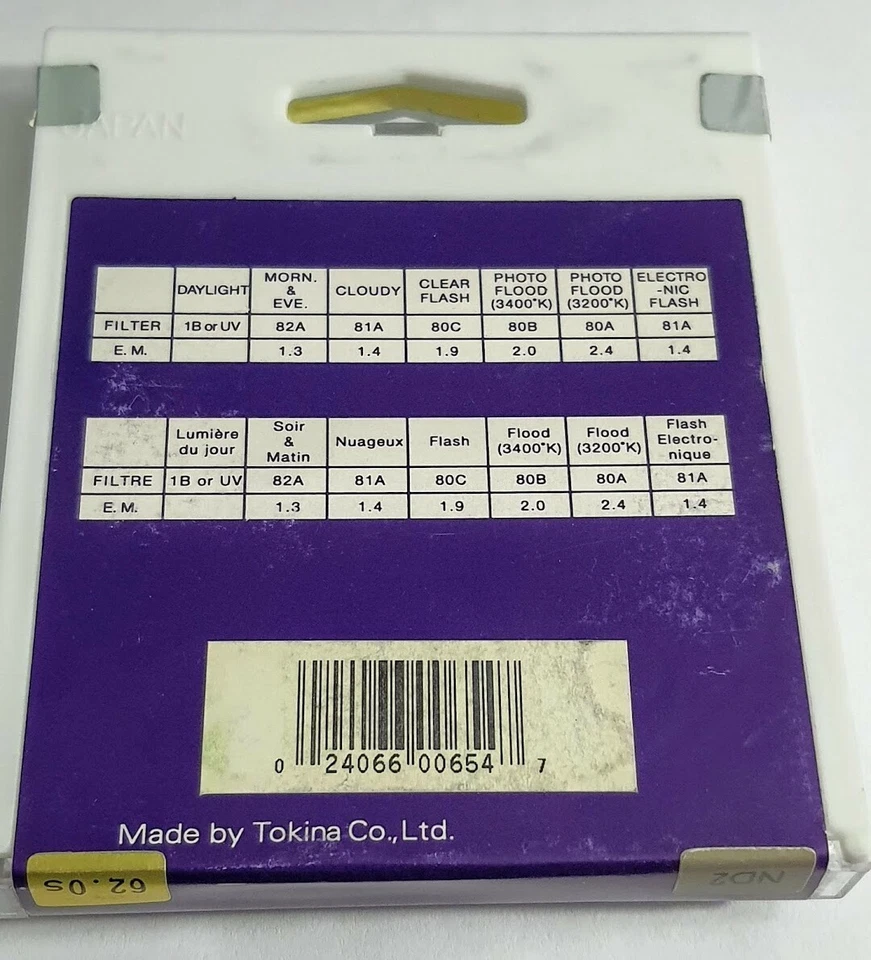 JAPAN
DAYLIGHT MORN. & EVE. CLOUDY CLEAR FLASH PHOTO FLOOD (3400°K) PHOTO FLOOD (3200°K) ELECTRO-NIC FLASH
FILTER 1B or UV 82A 81A 80C 80B 80A 81A
E. M. 1.3 1.4 1.9 2.0 2.4 1.4
Lumière du jour Soir & Matin Nuageux Flash Flood (3400°K) Flood (3200°K) Flash Electro-nique
FILTRE 1B or UV 82A 81A 80C 80B 80A 81A
E. M. 1.3 1.4 1.9 2.0 2.4 1.4
0 24066 00654 7
Made by Tokina Co.,Ltd.
62.0s
ND2